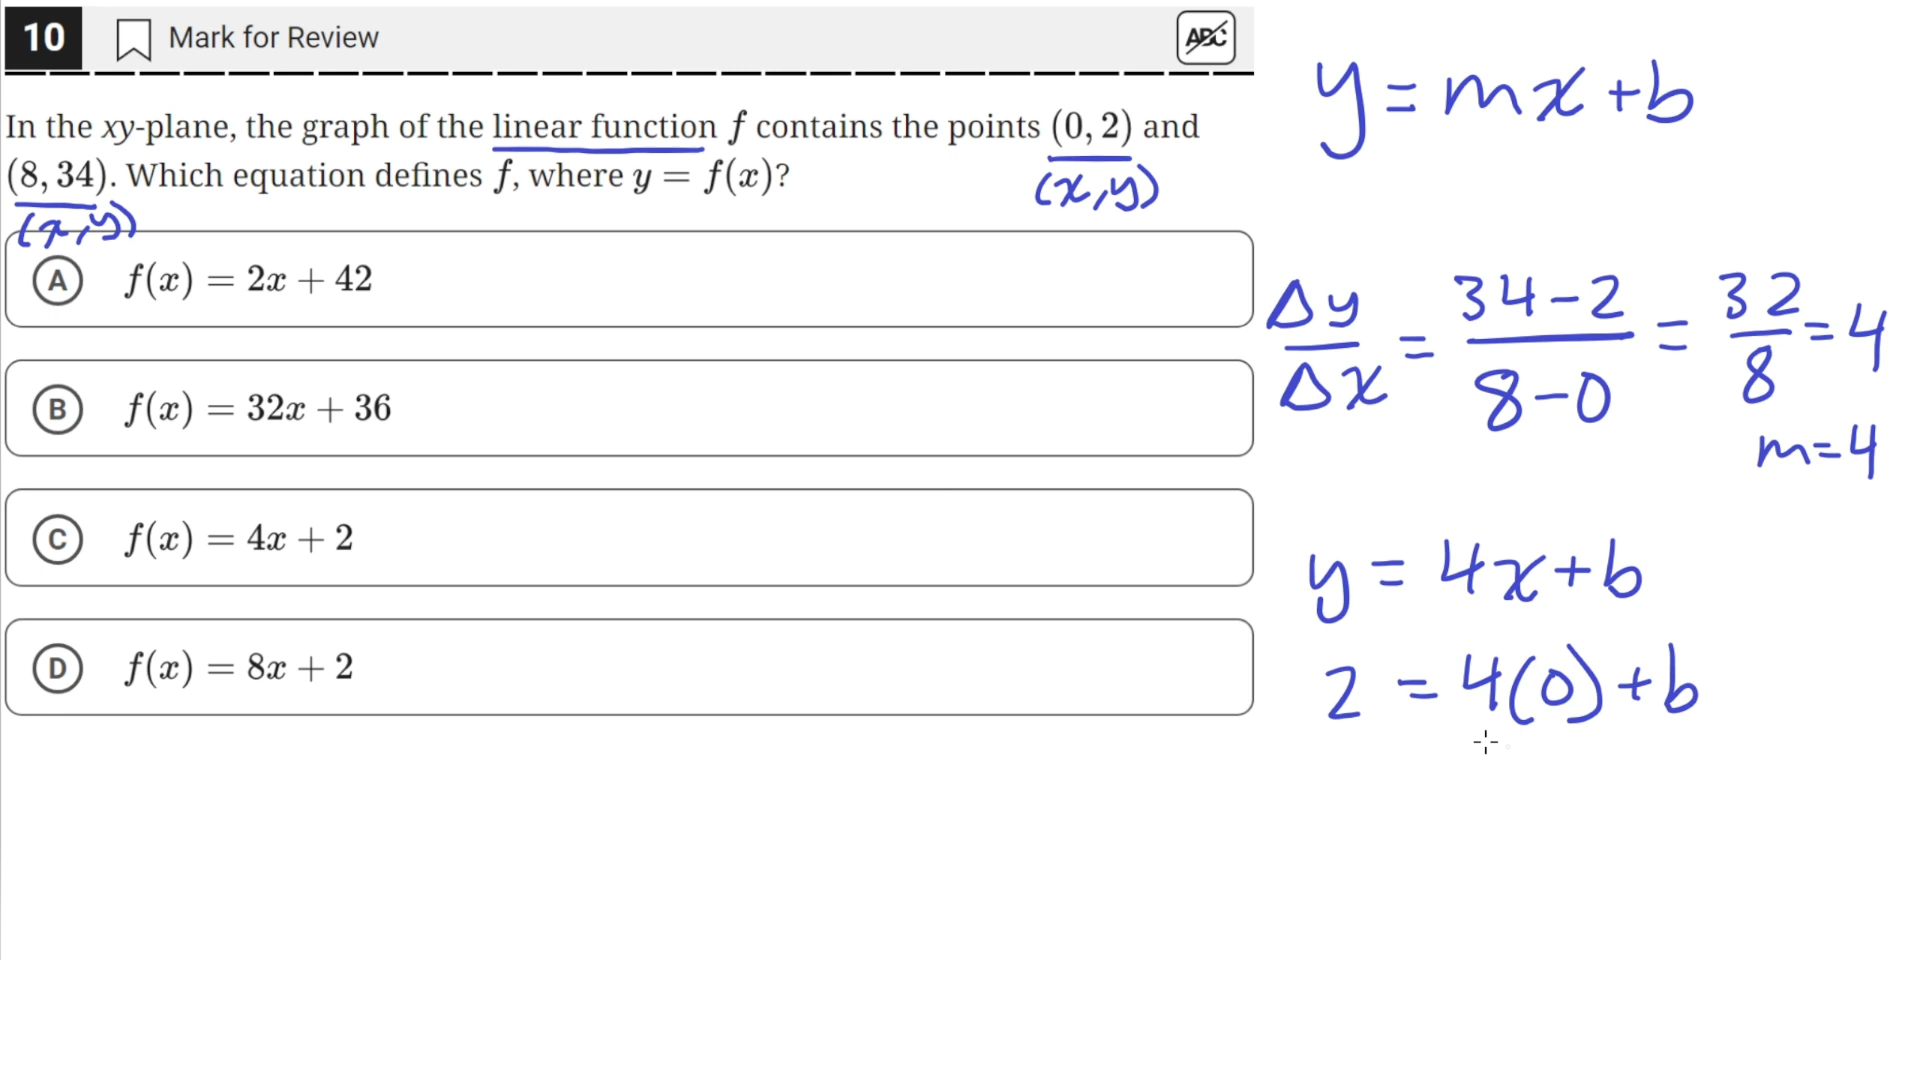 10 Mark for Review ABC
In the xy-plane, the graph of the linear function f contains the points (0, 2) and
(8, 34). Which equation defines f, where y = f(x)?
(x,y)
(x,y)
A f(x) = 2x + 42
B f(x) = 32x + 36
C f(x) = 4x + 2
D f(x) = 8x + 2
y = mx + b
Δy/Δx = 34-2/8-0 = 32/8 = 4
m=4
y = 4x+b
2 = 4(0)+b